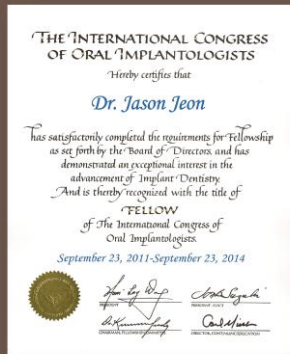 THE INTERNATIONAL CONGRESS
OF ORAL IMPLANTOLOGISTS
Hereby certifies that
Dr. Jason Jeon
has satisfactorily completed the requirments for Fellowship
as set forth by the Board of Directors, and has
demonstrated an exceptional interest in the
advancement of Implant Dentistry.
And is thereby recognized with the title of
FELLOW
of The International Congress of
Oral Implantologists.
September 23, 2011-September 23, 2014
PRESIDENT